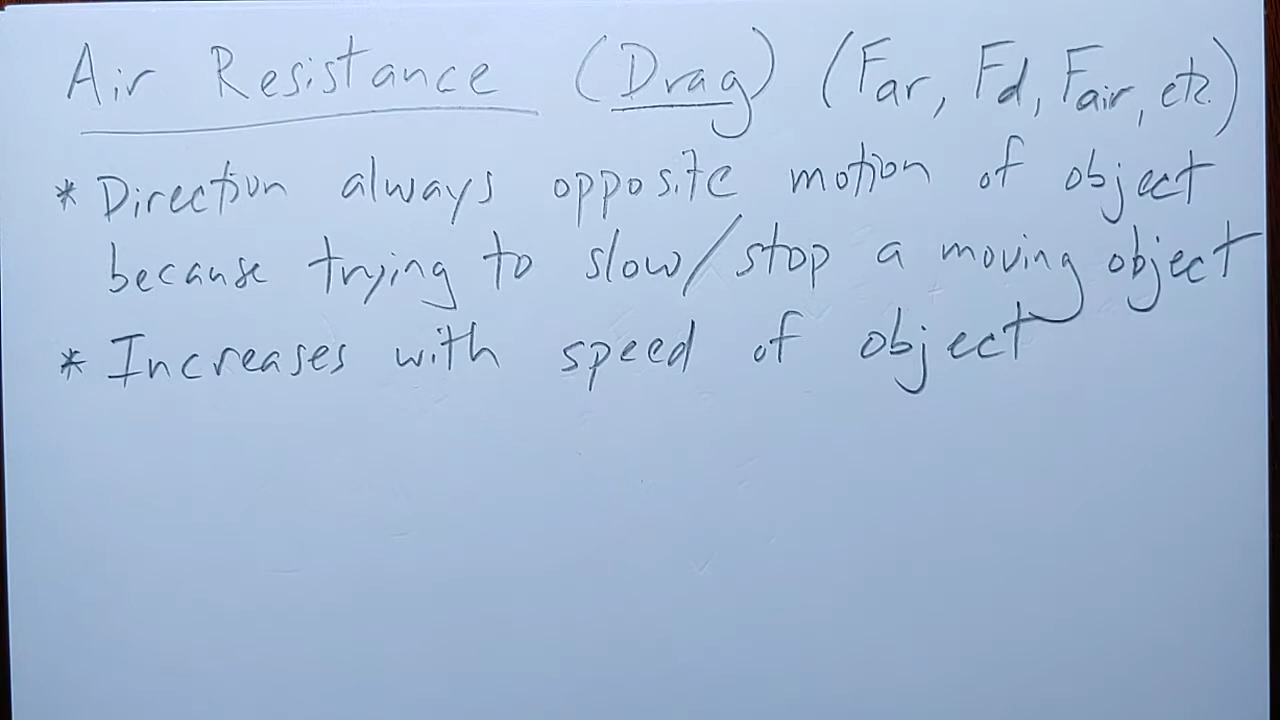 Air Resistance (Drag) (Far, Fd, Fair, etc.)
* Direction always opposite motion of object
because trying to slow/stop a moving object
* Increases with speed of object